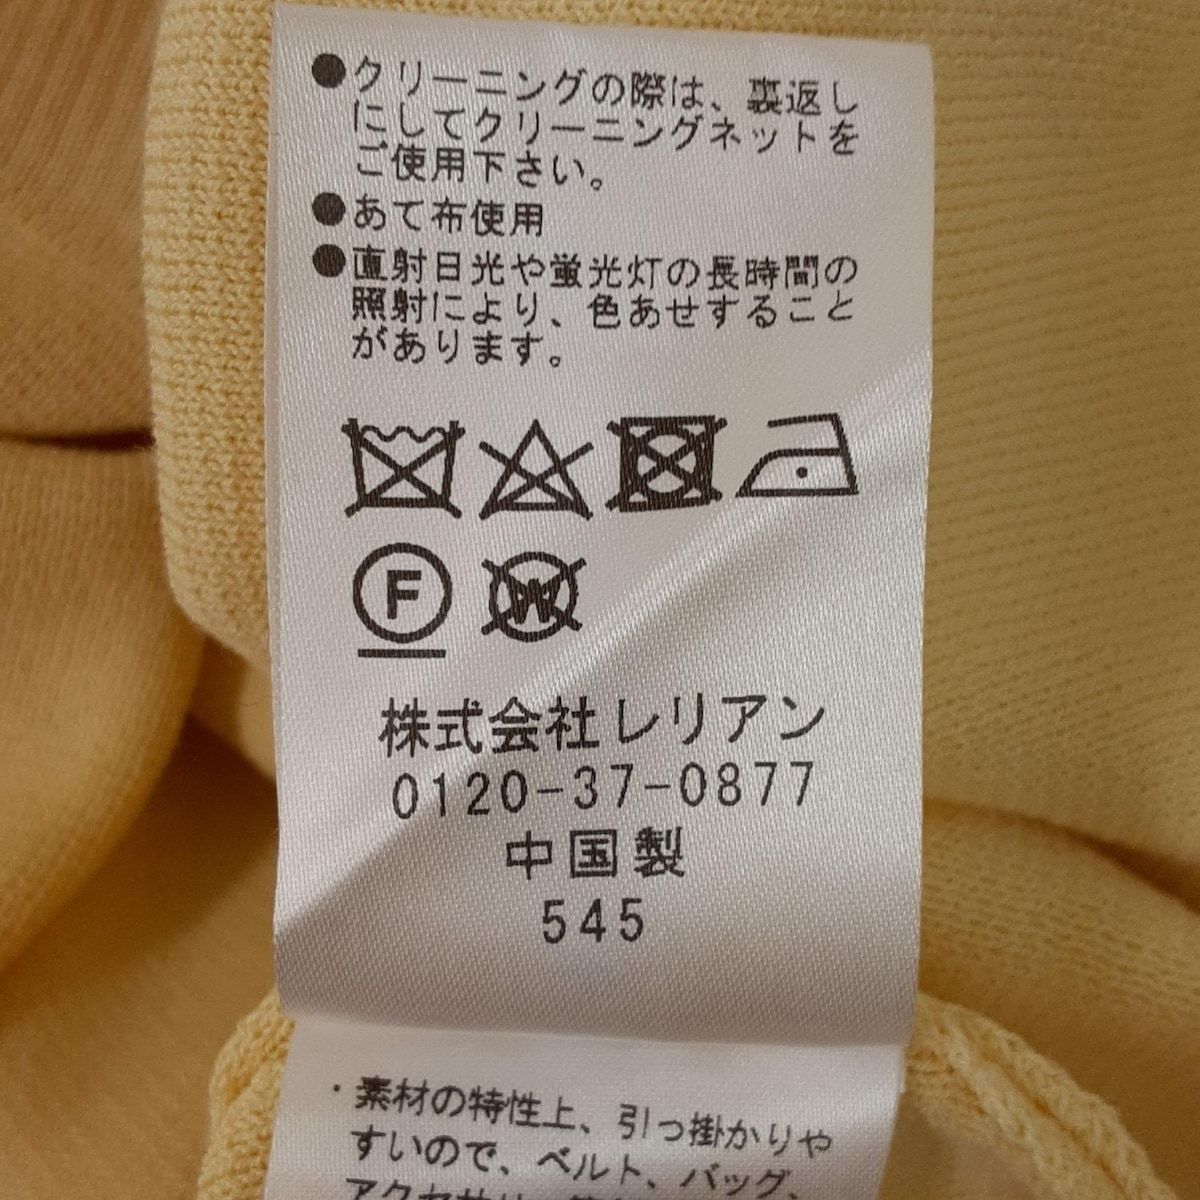 ●クリーニングの際は、裏返し
にしてクリーニングネットを
ご使用下さい。
●あて布使用
●直射日光や蛍光灯の長時間の
照射により、色あせすること
があります。
F W
株式会社レリアン
0120-37-0877
中国製
545
・素材の特性上、引っ掛かりや
すいので、ベルト、バッグ、